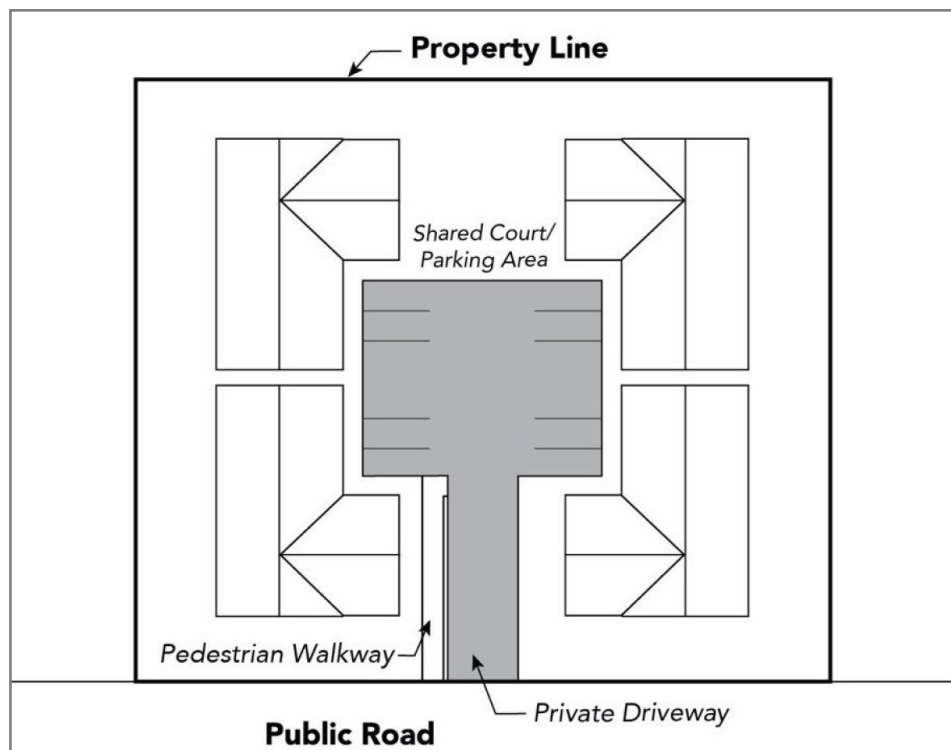 Property Line
Shared Court/
Parking Area
Pedestrian Walkway
Private Driveway
Public Road